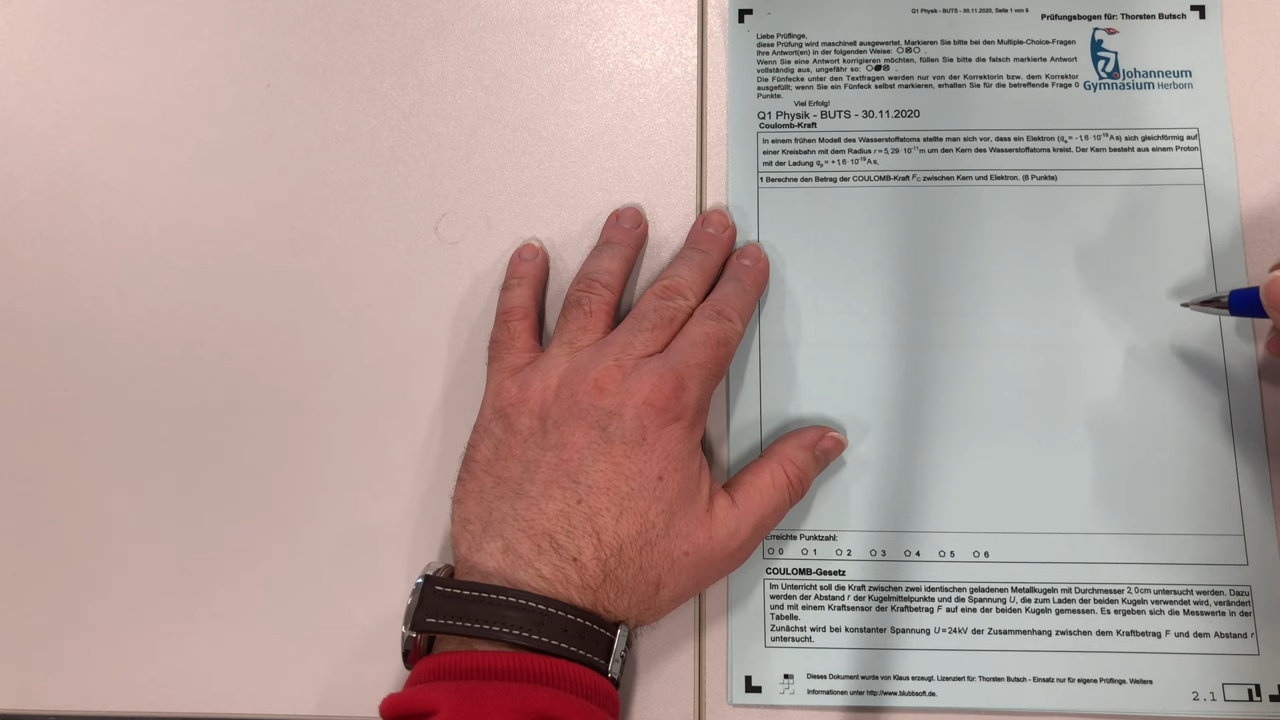 Q1 Physik - BUTS - 30.11.2020, Seite 1 von 9
Prüfungsbogen für: Thorsten Butsch
Liebe Prüflinge,
diese Prüfung wird maschinell ausgewertet. Markieren Sie bitte bei den Multiple-Choice-Fragen
Ihre Antwort(en) in der folgenden Weise:
Wenn Sie eine Antwort korrigieren möchten, füllen Sie bitte die falsch markierte Antwort
vollständig aus, ungefähr so:
Die Fünfecke unter den Textfragen werden nur von der Korrektorin bzw. dem Korrektor
ausgefüllt; wenn Sie ein Fünfeck selbst markieren, erhalten Sie für die betreffende Frage 0
Punkte.
Viel Erfolg!
Johanneum
Gymnasium Herborn
Q1 Physik - BUTS - 30.11.2020
Coulomb-Kraft
In einem frühen Modell des Wasserstoffatoms stellte man sich vor, dass ein Elektron (qₑ = -1,6·10⁻¹⁹ As) sich gleichförmig auf
einer Kreisbahn mit dem Radius r = 5,29·10⁻¹¹ m um den Kern des Wasserstoffatoms kreist. Der Kern besteht aus einem Proton
mit der Ladung qₚ = +1,6·10⁻¹⁹ As.
1 Berechne den Betrag der COULOMB-Kraft F_C zwischen Kern und Elektron. (6 Punkte)
Erreichte Punktzahl:
0 1 2 3 4 5 6
COULOMB-Gesetz
Im Unterricht soll die Kraft zwischen zwei identischen geladenen Metallkugeln mit Durchmesser 2,0cm untersucht werden. Dazu
werden der Abstand r der Kugelmittelpunkte und die Spannung U, die zum Laden der beiden Kugeln verwendet wird, verändert
und mit einem Kraftsensor der Kraftbetrag F auf eine der beiden Kugeln gemessen. Es ergeben sich die Messwerte in der
Tabelle.
Zunächst wird bei konstanter Spannung U=24kV der Zusammenhang zwischen dem Kraftbetrag F und dem Abstand r
untersucht.
Dieses Dokument wurde von Klaus erzeugt. Lizenziert für: Thorsten Butsch - Einsatz nur für eigene Prüflinge. Weitere
Informationen unter http://www.blubbsoft.de.
2.1